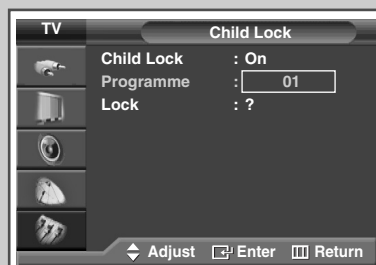 TV
Child Lock
Child Lock : On
Programme : 01
Lock : ?
Adjust Enter Return